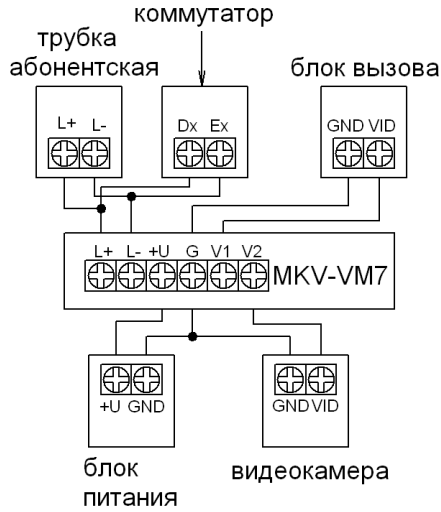 коммутатор
трубка
абонентская
блок вызова
L+ L-
Dx Ex
GND VID
L+ L- +U G V1 V2
MKV-VM7
+U GND
GND VID
блок
питания
видеокамера